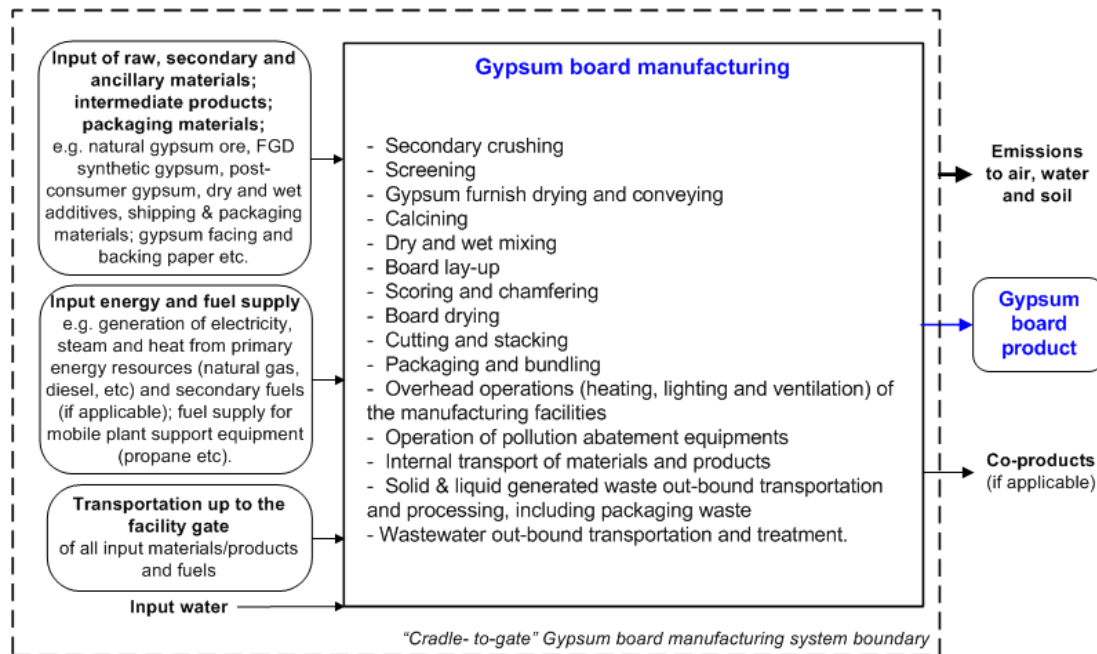 Input of raw, secondary and
ancillary materials;
intermediate products;
packaging materials;
e.g. natural gypsum ore, FGD
synthetic gypsum, post-
consumer gypsum, dry and wet
additives, shipping & packaging
materials; gypsum facing and
backing paper etc.
Input energy and fuel supply
e.g. generation of electricity,
steam and heat from primary
energy resources (natural gas,
diesel, etc) and secondary fuels
(if applicable); fuel supply for
mobile plant support equipment
(propane etc).
Transportation up to the
facility gate
of all input materials/products
and fuels
Input water
Gypsum board manufacturing
- Secondary crushing
- Screening
- Gypsum furnish drying and conveying
- Calcining
- Dry and wet mixing
- Board lay-up
- Scoring and chamfering
- Board drying
- Cutting and stacking
- Packaging and bundling
- Overhead operations (heating, lighting and ventilation) of
the manufacturing facilities
- Operation of pollution abatement equipments
- Internal transport of materials and products
- Solid & liquid generated waste out-bound transportation
and processing, including packaging waste
- Wastewater out-bound transportation and treatment.
Emissions
to air, water
and soil
Gypsum
board
product
Co-products
(if applicable)
“Cradle- to-gate” Gypsum board manufacturing system boundary